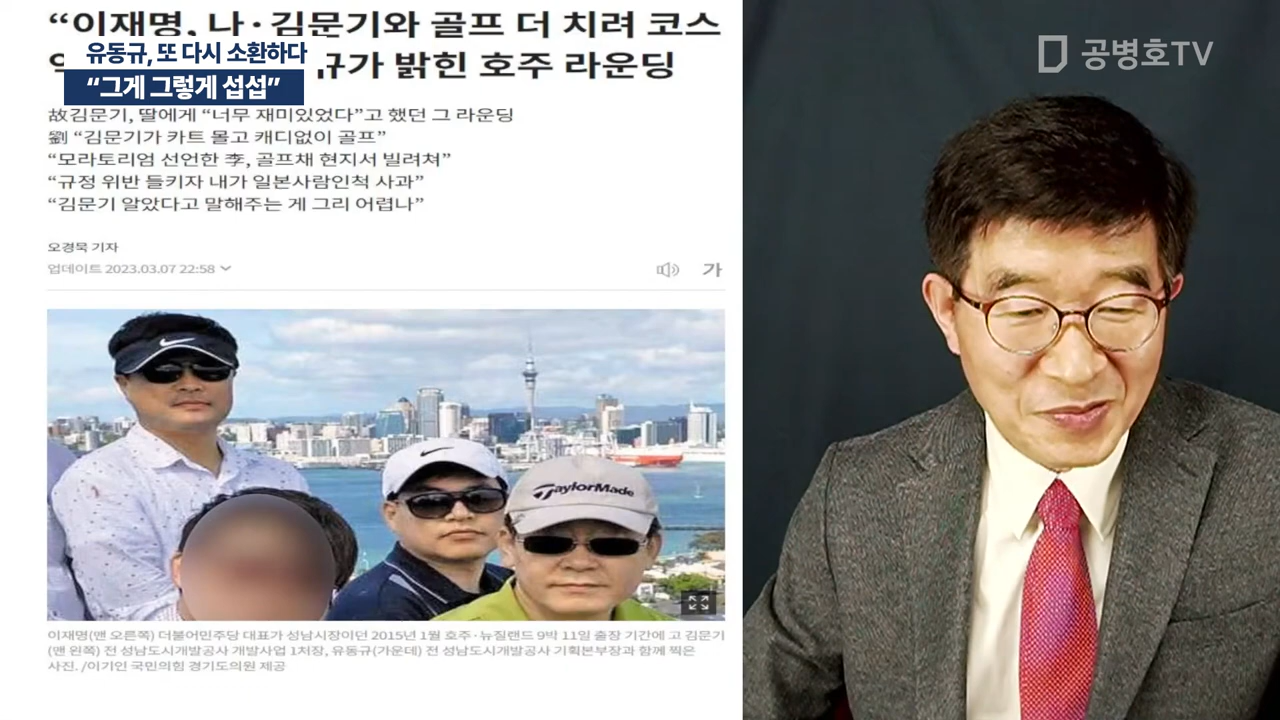 “이재명, 나·김문기와 골프 더 치려 코스
유동규, 또 다시 소환하다
규가 밝힌 호주 라운딩
“그게 그렇게 섭섭”
공병호TV
故김문기, 딸에게 “너무 재미있었다”고 했던 그 라운딩
劉 “김문기가 카트 몰고 캐디없이 골프”
“모라토리엄 선언한 李, 골프채 현지서 빌려쳐”
“규정 위반 들키자 내가 일본사람인척 사과”
“김문기 알았다고 말해주는 게 그리 어렵나”
오경묵 기자
업데이트 2023.03.07 22:58
가
TaylorMade
이재명(맨 오른쪽) 더불어민주당 대표가 성남시장이던 2015년 1월 호주·뉴질랜드 9박 11일 출장 기간에 고 김문기
(맨 왼쪽) 전 성남도시개발공사 개발사업 1처장, 유동규(가운데) 전 성남도시개발공사 기획본부장과 함께 찍은
사진. /이기인 국민의힘 경기도의원 제공